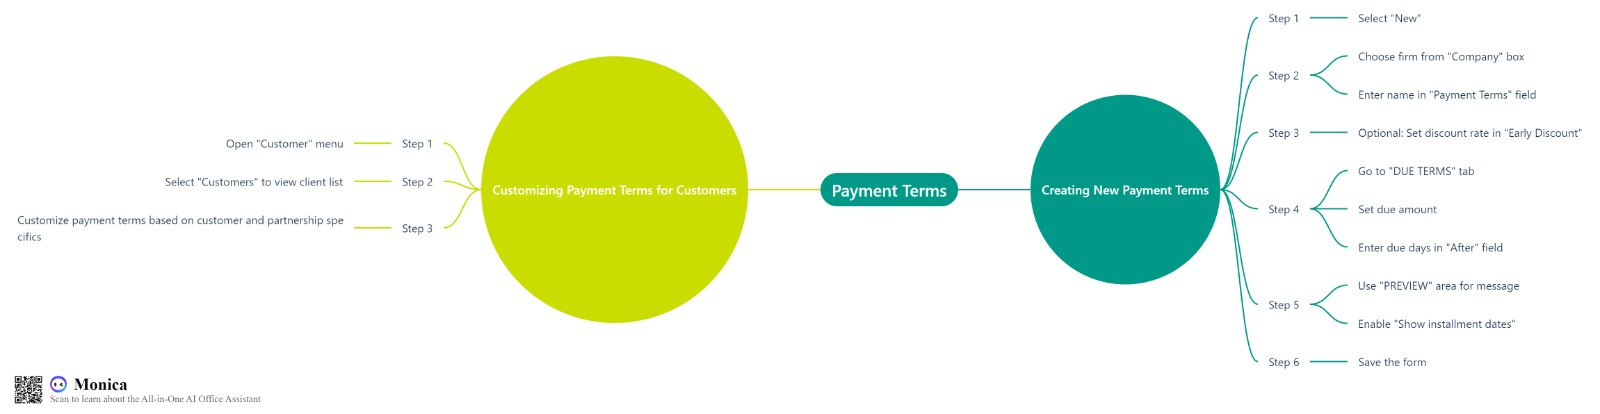 Payment Terms
Customizing Payment Terms for Customers
Step 1
Open "Customer" menu
Step 2
Select "Customers" to view client list
Step 3
Customize payment terms based on customer and partnership spe
cifics
Creating New Payment Terms
Step 1
Select "New"
Step 2
Choose firm from "Company" box
Enter name in "Payment Terms" field
Step 3
Optional: Set discount rate in "Early Discount"
Step 4
Go to "DUE TERMS" tab
Set due amount
Enter due days in "After" field
Step 5
Use "PREVIEW" area for message
Enable "Show installment dates"
Step 6
Save the form
Monica
Scan to learn about the All-in-One AI Office Assistant